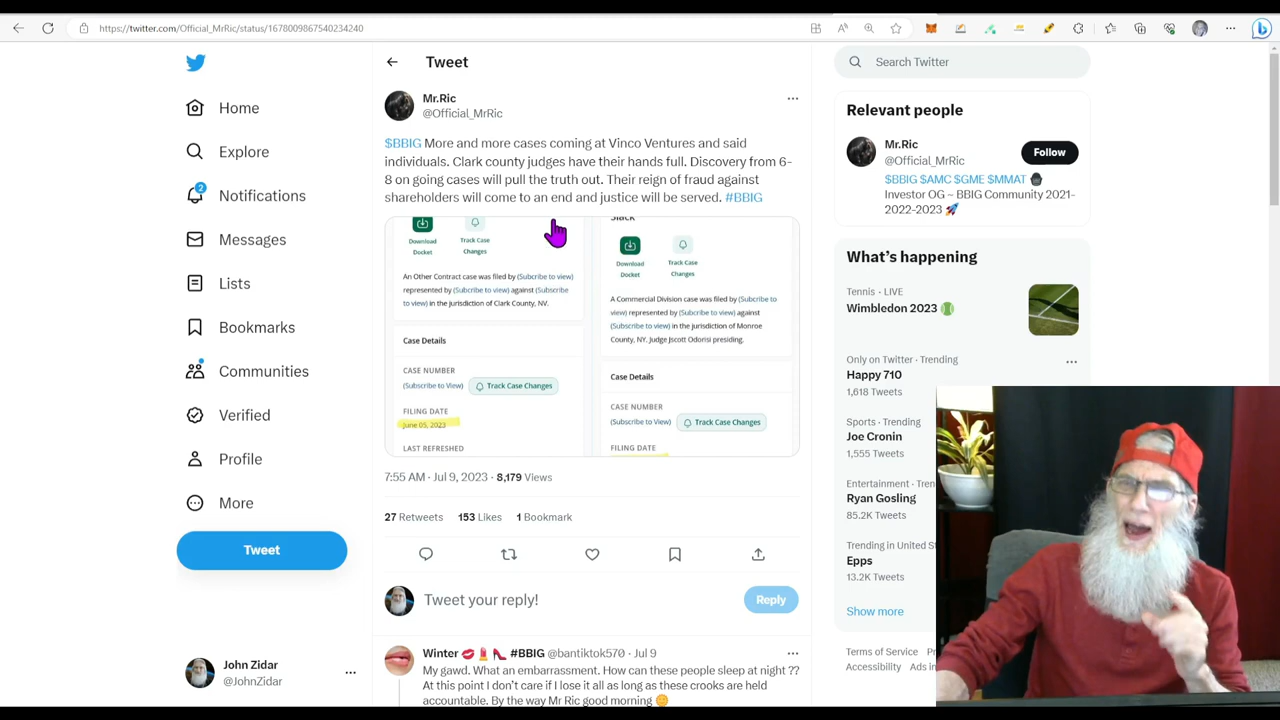 https://twitter.com/Official_MrRic/status/1678009867540234240
Home
Explore
2
Notifications
Messages
Lists
Bookmarks
Communities
Verified
Profile
More
Tweet
John Zidar
@JohnZidar
Tweet
Mr.Ric
@Official_MrRic
$BBIG More and more cases coming at Vinco Ventures and said
individuals. Clark county judges have their hands full. Discovery from 6-
8 on going cases will pull the truth out. Their reign of fraud against
shareholders will come to an end and justice will be served. #BBIG
Download
Docket
Track Case
Changes
An Other Contract case was filed by (Subcribe to view)
represented by (Subcribe to view) against (Subscribe
to view) in the jurisdiction of Clark County, NV.
Case Details
CASE NUMBER
(Subscribe to View)
Track Case Changes
FILING DATE
June 05, 2023
LAST REFRESHED
Slack
Download
Docket
Track Case
Changes
A Commercial Division case was filed by (Subcribe to
view) represented by (Subcribe to view) against
(Subscribe to view) in the jurisdiction of Monroe
County, NY. Judge Jscott Odorisi presiding.
Case Details
CASE NUMBER
(Subscribe to View)
Track Case Changes
FILING DATE
7:55 AM · Jul 9, 2023 · 8,179 Views
27 Retweets 153 Likes 1 Bookmark
Tweet your reply!
Reply
Winter 💋💄👠 #BBIG @bantiktok570 · Jul 9
My gawd. What an embarrassment. How can these people sleep at night ??
At this point I don't care if I lose it all as long as these crooks are held
accountable. By the way Mr Ric good morning
Search Twitter
Relevant people
Mr.Ric
@Official_MrRic
Follow
$BBIG $AMC $GME $MMAT
Investor OG ~ BBIG Community 2021-
2022-2023 🚀
What's happening
Tennis · LIVE
Wimbledon 2023
Only on Twitter · Trending
Happy 710
1,618 Tweets
Sports · Trending
Joe Cronin
1,555 Tweets
Entertainment · Tren
Ryan Gosling
85.2K Tweets
Trending in United S
Epps
13.2K Tweets
Show more
Terms of Service
Accessibility Ads in